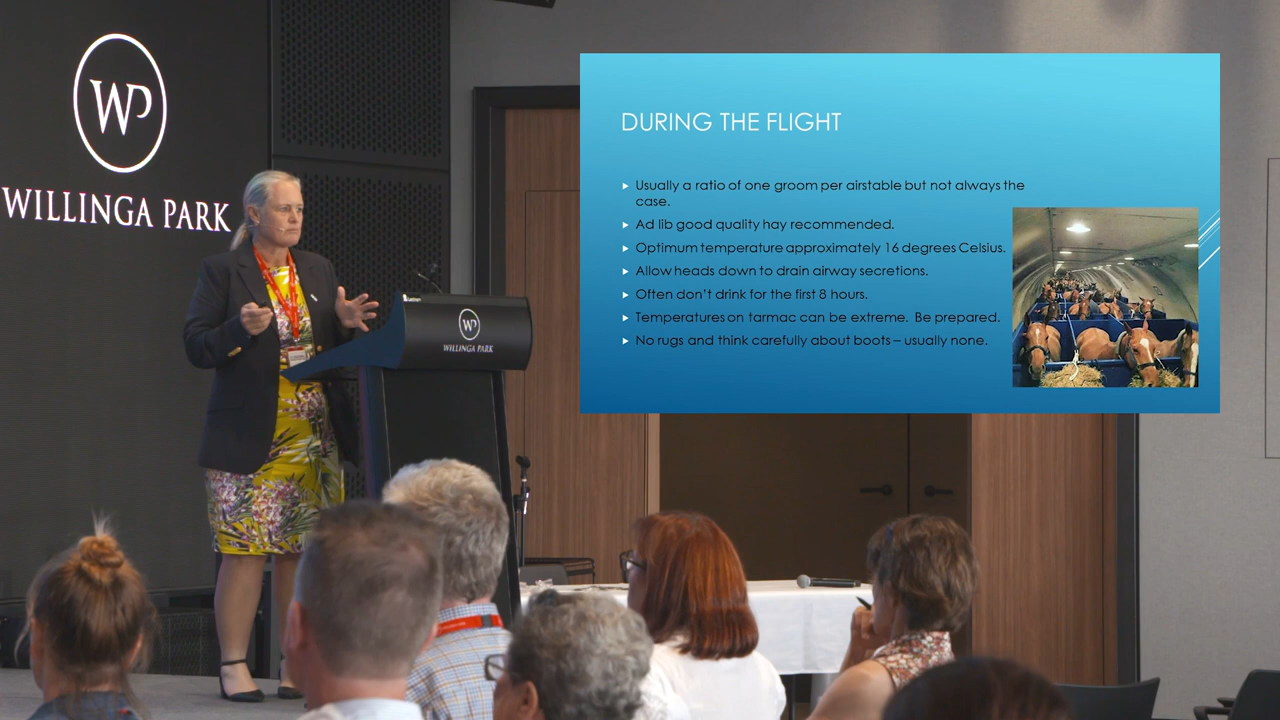 WP
WILLINGA PARK
WP
WILLINGA PARK
DURING THE FLIGHT
Usually a ratio of one groom per airstable but not always the
case.
Ad lib good quality hay recommended.
Optimum temperature approximately 16 degrees Celsius.
Allow heads down to drain airway secretions.
Often don't drink for the first 8 hours.
Temperatures on tarmac can be extreme. Be prepared.
No rugs and think carefully about boots – usually none.